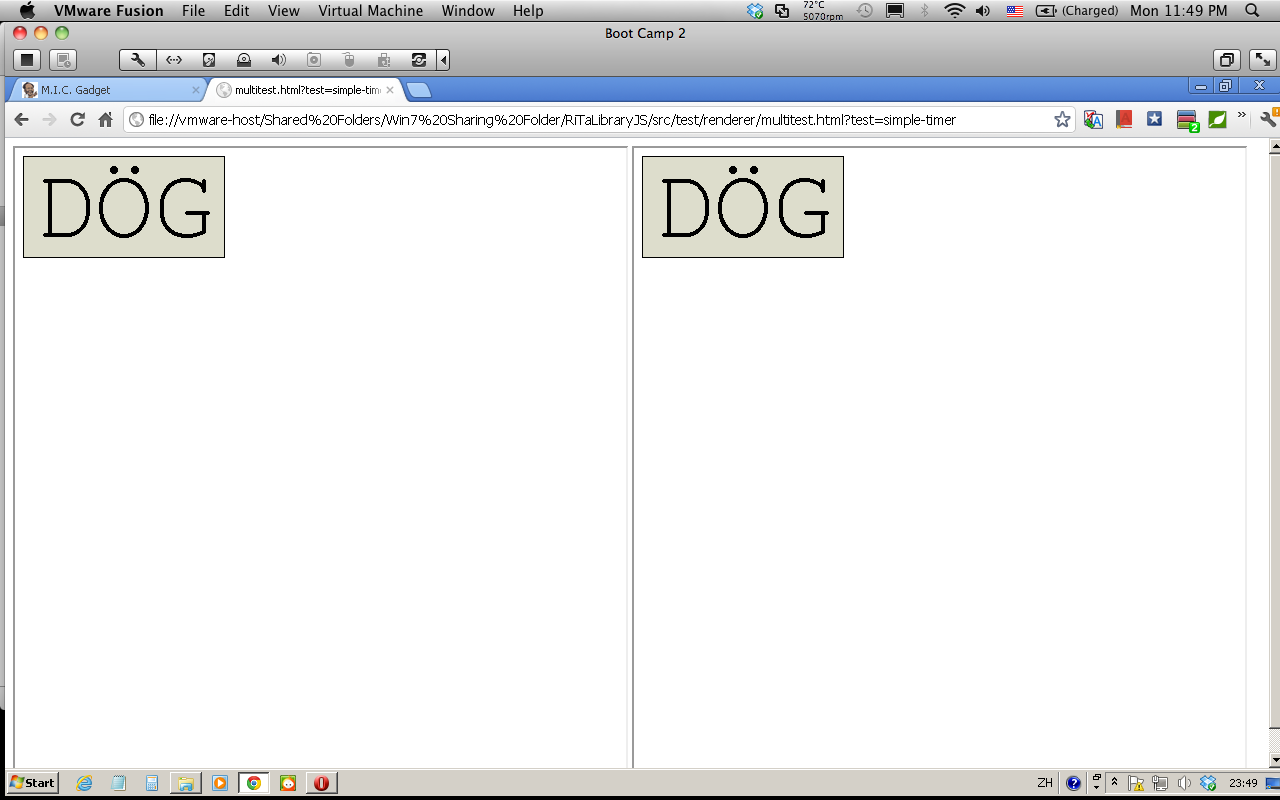 VMware Fusion File Edit View Virtual Machine Window Help 72°C 5070rpm (Charged) Mon 11:49 PM
Boot Camp 2
M.I.C. Gadget multitest.html?test=simple-tim
file://vmware-host/Shared%20Folders/Win7%20Sharing%20Folder/RiTaLibraryJS/src/test/renderer/multitest.html?test=simple-timer
2
DÖG DÖG
Start ZH 23:49